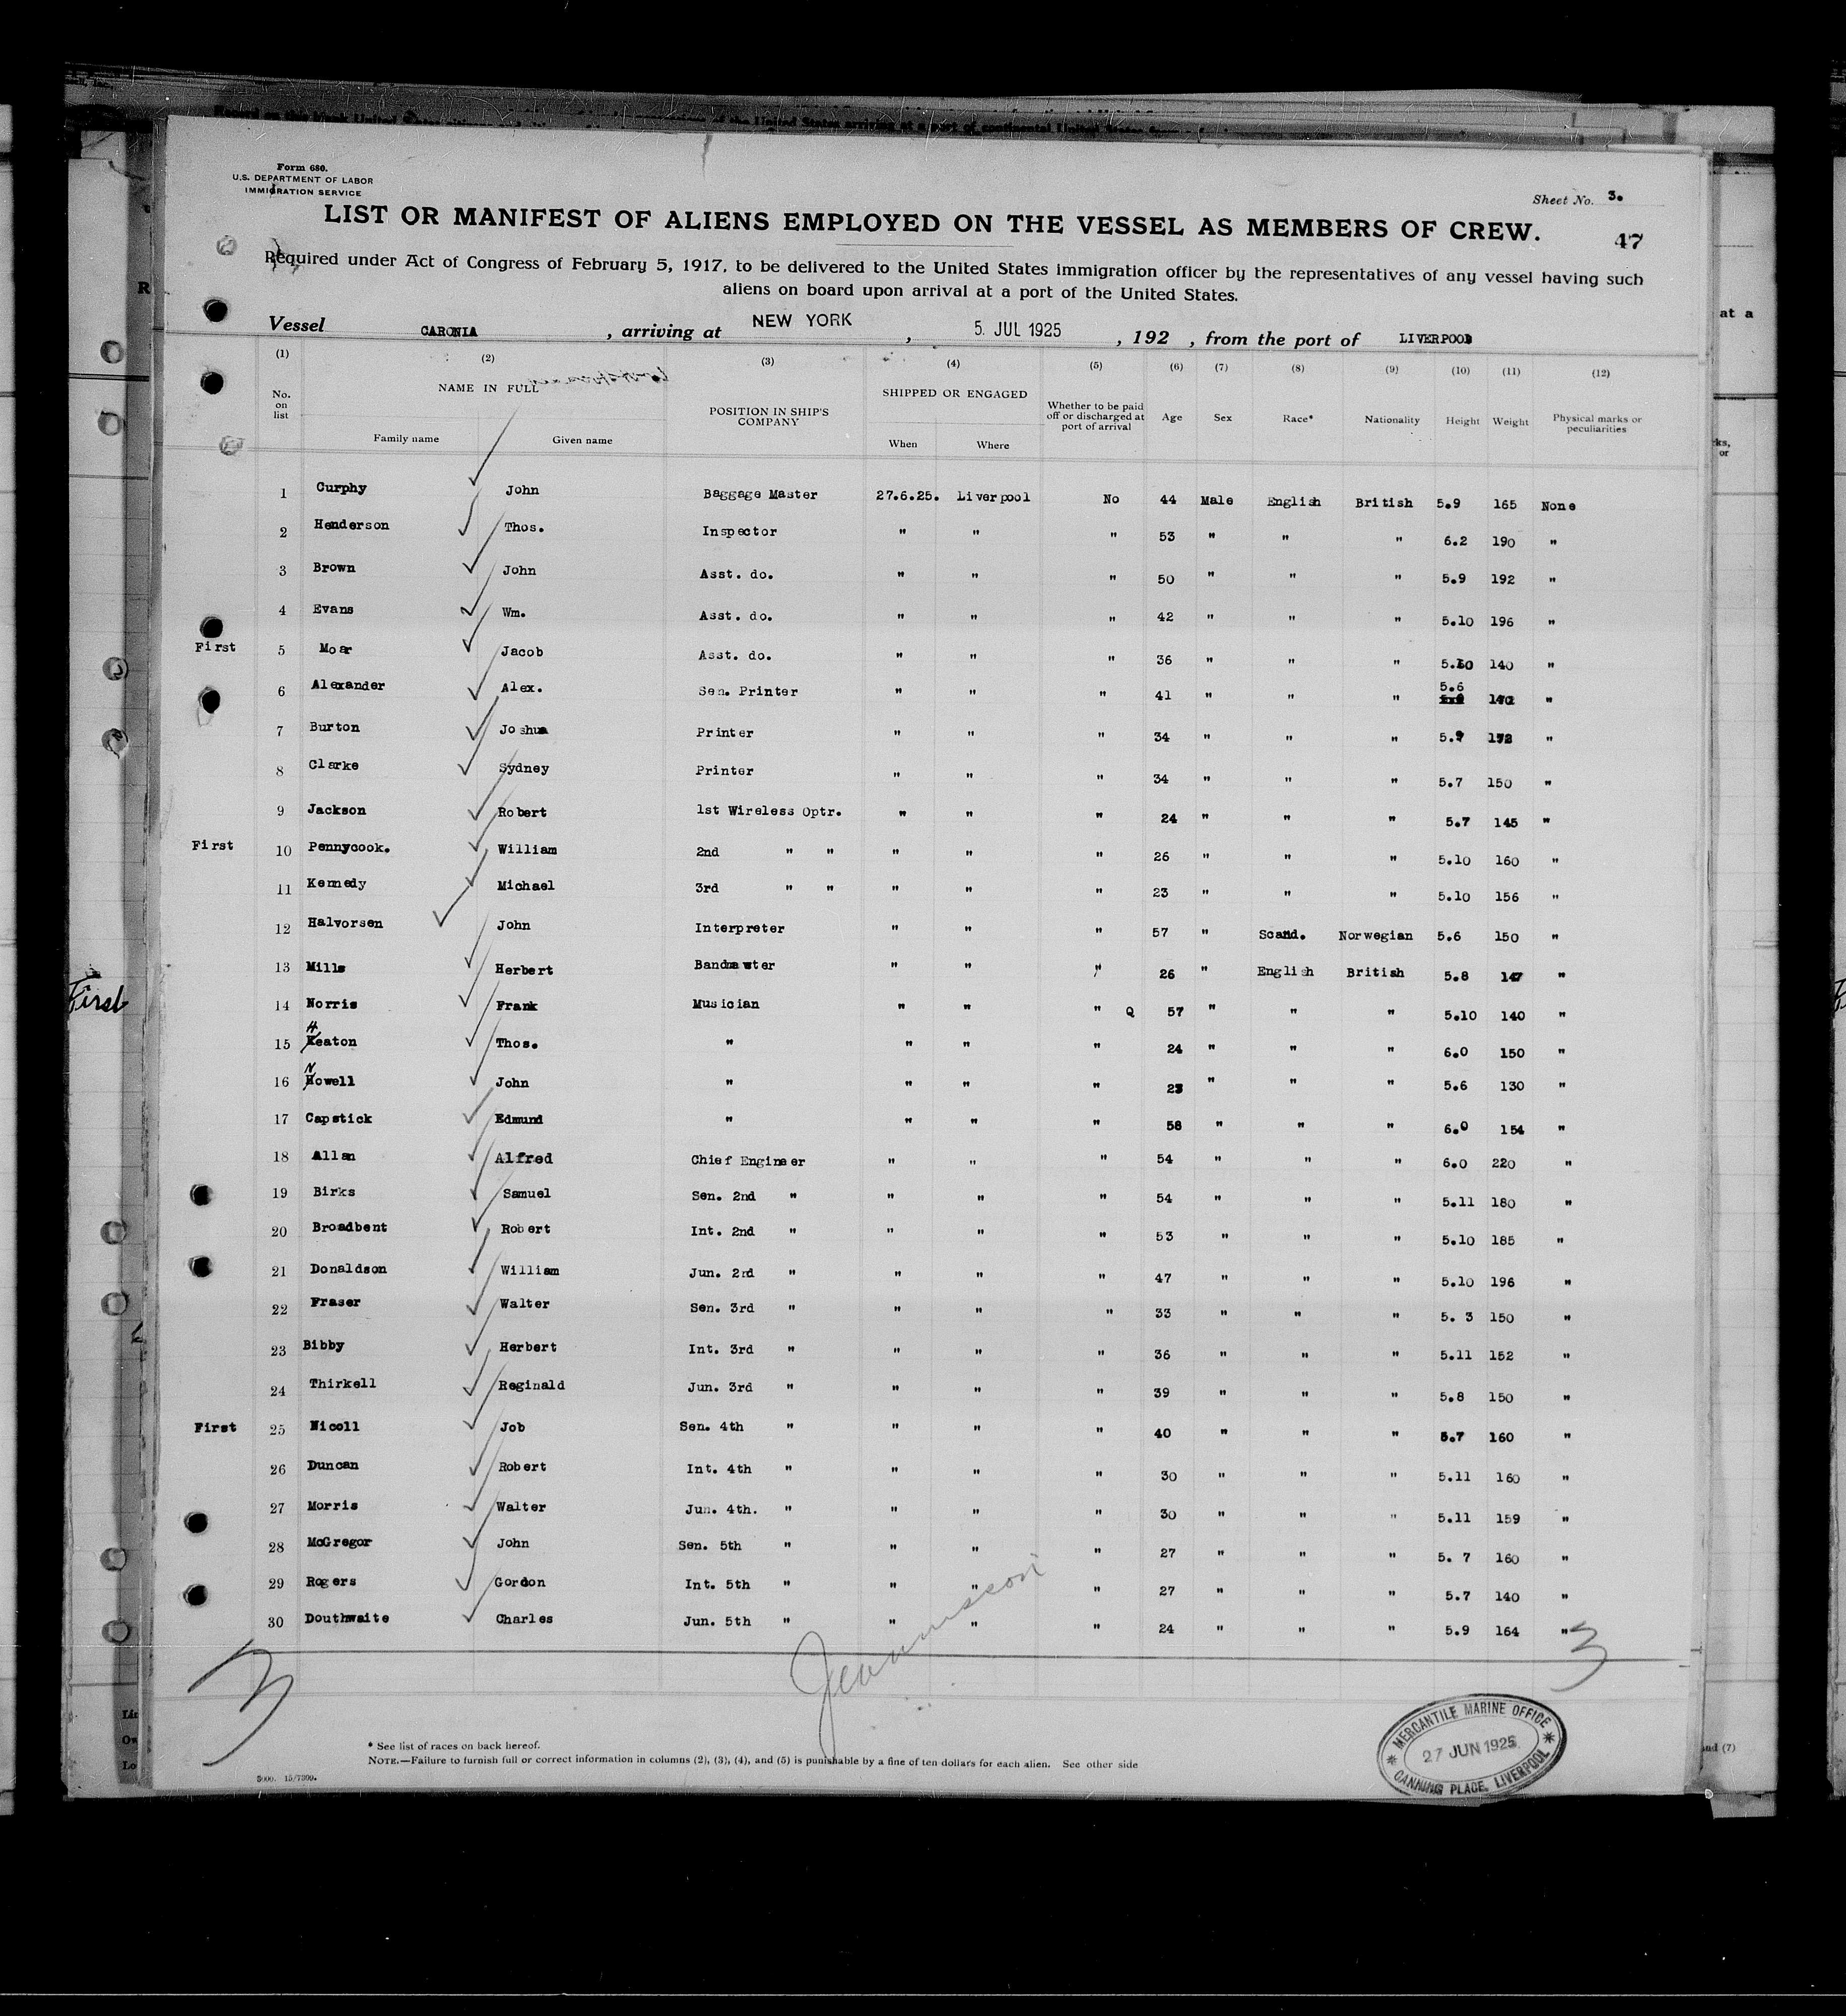 Form 680.
U.S. DEPARTMENT OF LABOR
IMMIGRATION SERVICE
Sheet No. 3.
LIST OR MANIFEST OF ALIENS EMPLOYED ON THE VESSEL AS MEMBERS OF CREW.
47
Required under Act of Congress of February 5, 1917, to be delivered to the United States immigration officer by the representatives of any vessel having such
aliens on board upon arrival at a port of the United States.
Vessel CARONIA , arriving at NEW YORK , 5. JUL 1925 , 192 , from the port of LIVERPOOL
(1) (2) (3) (4) (5) (6) (7) (8) (9) (10) (11) (12)
No. on list NAME IN FULL Family name Given name POSITION IN SHIP'S COMPANY SHIPPED OR ENGAGED When Where Whether to be paid off or discharged at port of arrival Age Sex Race* Nationality Height Weight Physical marks or peculiarities
1 Curphy John Baggage Master 27.6.25. Liverpool No 44 Male English British 5.9 165 None
2 Henderson Thos. Inspector " " " 53 " " " 6.2 190 "
3 Brown John Asst. do. " " " 50 " " " 5.9 192 "
4 Evans Wm. Asst. do. " " " 42 " " " 5.10 196 "
First 5 Moar Jacob Asst. do. " " " 36 " " " 5.10 140 "
6 Alexander Alex. Sen. Printer " " " 41 " " " 5.6 "
7 Burton Joshua Printer " " " 34 " " " 5.9 "
8 Clarke Sydney Printer " " " 34 " " " 5.7 150 "
9 Jackson Robert 1st Wireless Optr. " " " 24 " " " 5.7 145 "
First 10 Pennycook. William 2nd " " " " " 26 " " " 5.10 160 "
11 Kennedy Michael 3rd " " " " " 23 " " " 5.10 156 "
12 Halvorsen John Interpreter " " " 57 " Scand. Norwegian 5.6 150 "
13 Mills Herbert Bandmaster " " " 26 " English British 5.8 147 "
14 Norris Frank Musician " " " Q 57 " " " 5.10 140 "
15 Heaton Thos. " " " " 24 " " " 6.0 150 "
16 Nowell John " " " " 23 " " " 5.6 130 "
17 Capstick Edmund " " " " 58 " " " 6.0 154 "
18 Allan Alfred Chief Engineer " " " 54 " " " 6.0 220 "
19 Birks Samuel Sen. 2nd " " " " 54 " " " 5.11 180 "
20 Broadbent Robert Int. 2nd " " " " 53 " " " 5.10 185 "
21 Donaldson William Jun. 2rd " " " " 47 " " " 5.10 196 "
22 Fraser Walter Sen. 3rd " " " " 33 " " " 5. 3 150 "
23 Bibby Herbert Int. 3rd " " " " 36 " " " 5.11 152 "
24 Thirkell Reginald Jun. 3rd " " " " 39 " " " 5.8 150 "
First 25 Nicoll Job Sen. 4th " " " " 40 " " " 5.7 160 "
26 Duncan Robert Int. 4th " " " " 30 " " " 5.11 160 "
27 Morris Walter Jun. 4th. " " " " 30 " " " 5.11 159 "
28 McGregor John Sen. 5th " " " " 27 " " " 5. 7 160 "
29 Rogers Gordon Int. 5th " " " " 27 " " " 5.7 140 "
30 Douthwaite Charles Jun. 5th " " " " 24 " " " 5.9 164 "
3 3
* See list of races on back hereof.
NOTE.—Failure to furnish full or correct information in columns (2), (3), (4), and (5) is punishable by a fine of ten dollars for each alien. See other side
MERCANTILE MARINE OFFICE
27 JUN 1925
CANNING PLACE, LIVERPOOL
First
at a
and (7)